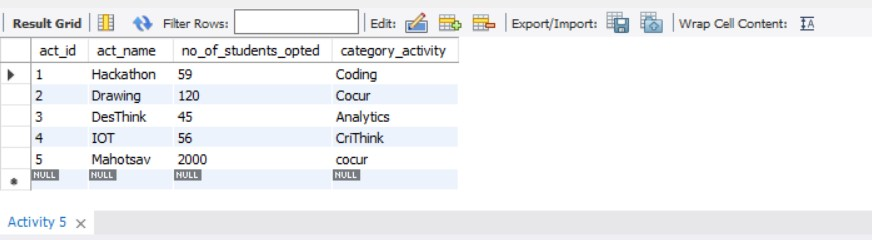 Result Grid Filter Rows: Edit: Export/Import: Wrap Cell Content: IA
act_id act_name no_of_students_opted category_activity
1 Hackathon 59 Coding
2 Drawing 120 Cocur
3 DesThink 45 Analytics
4 IOT 56 CriThink
5 Mahotsav 2000 cocur
NULL NULL NULL NULL
Activity 5 ×